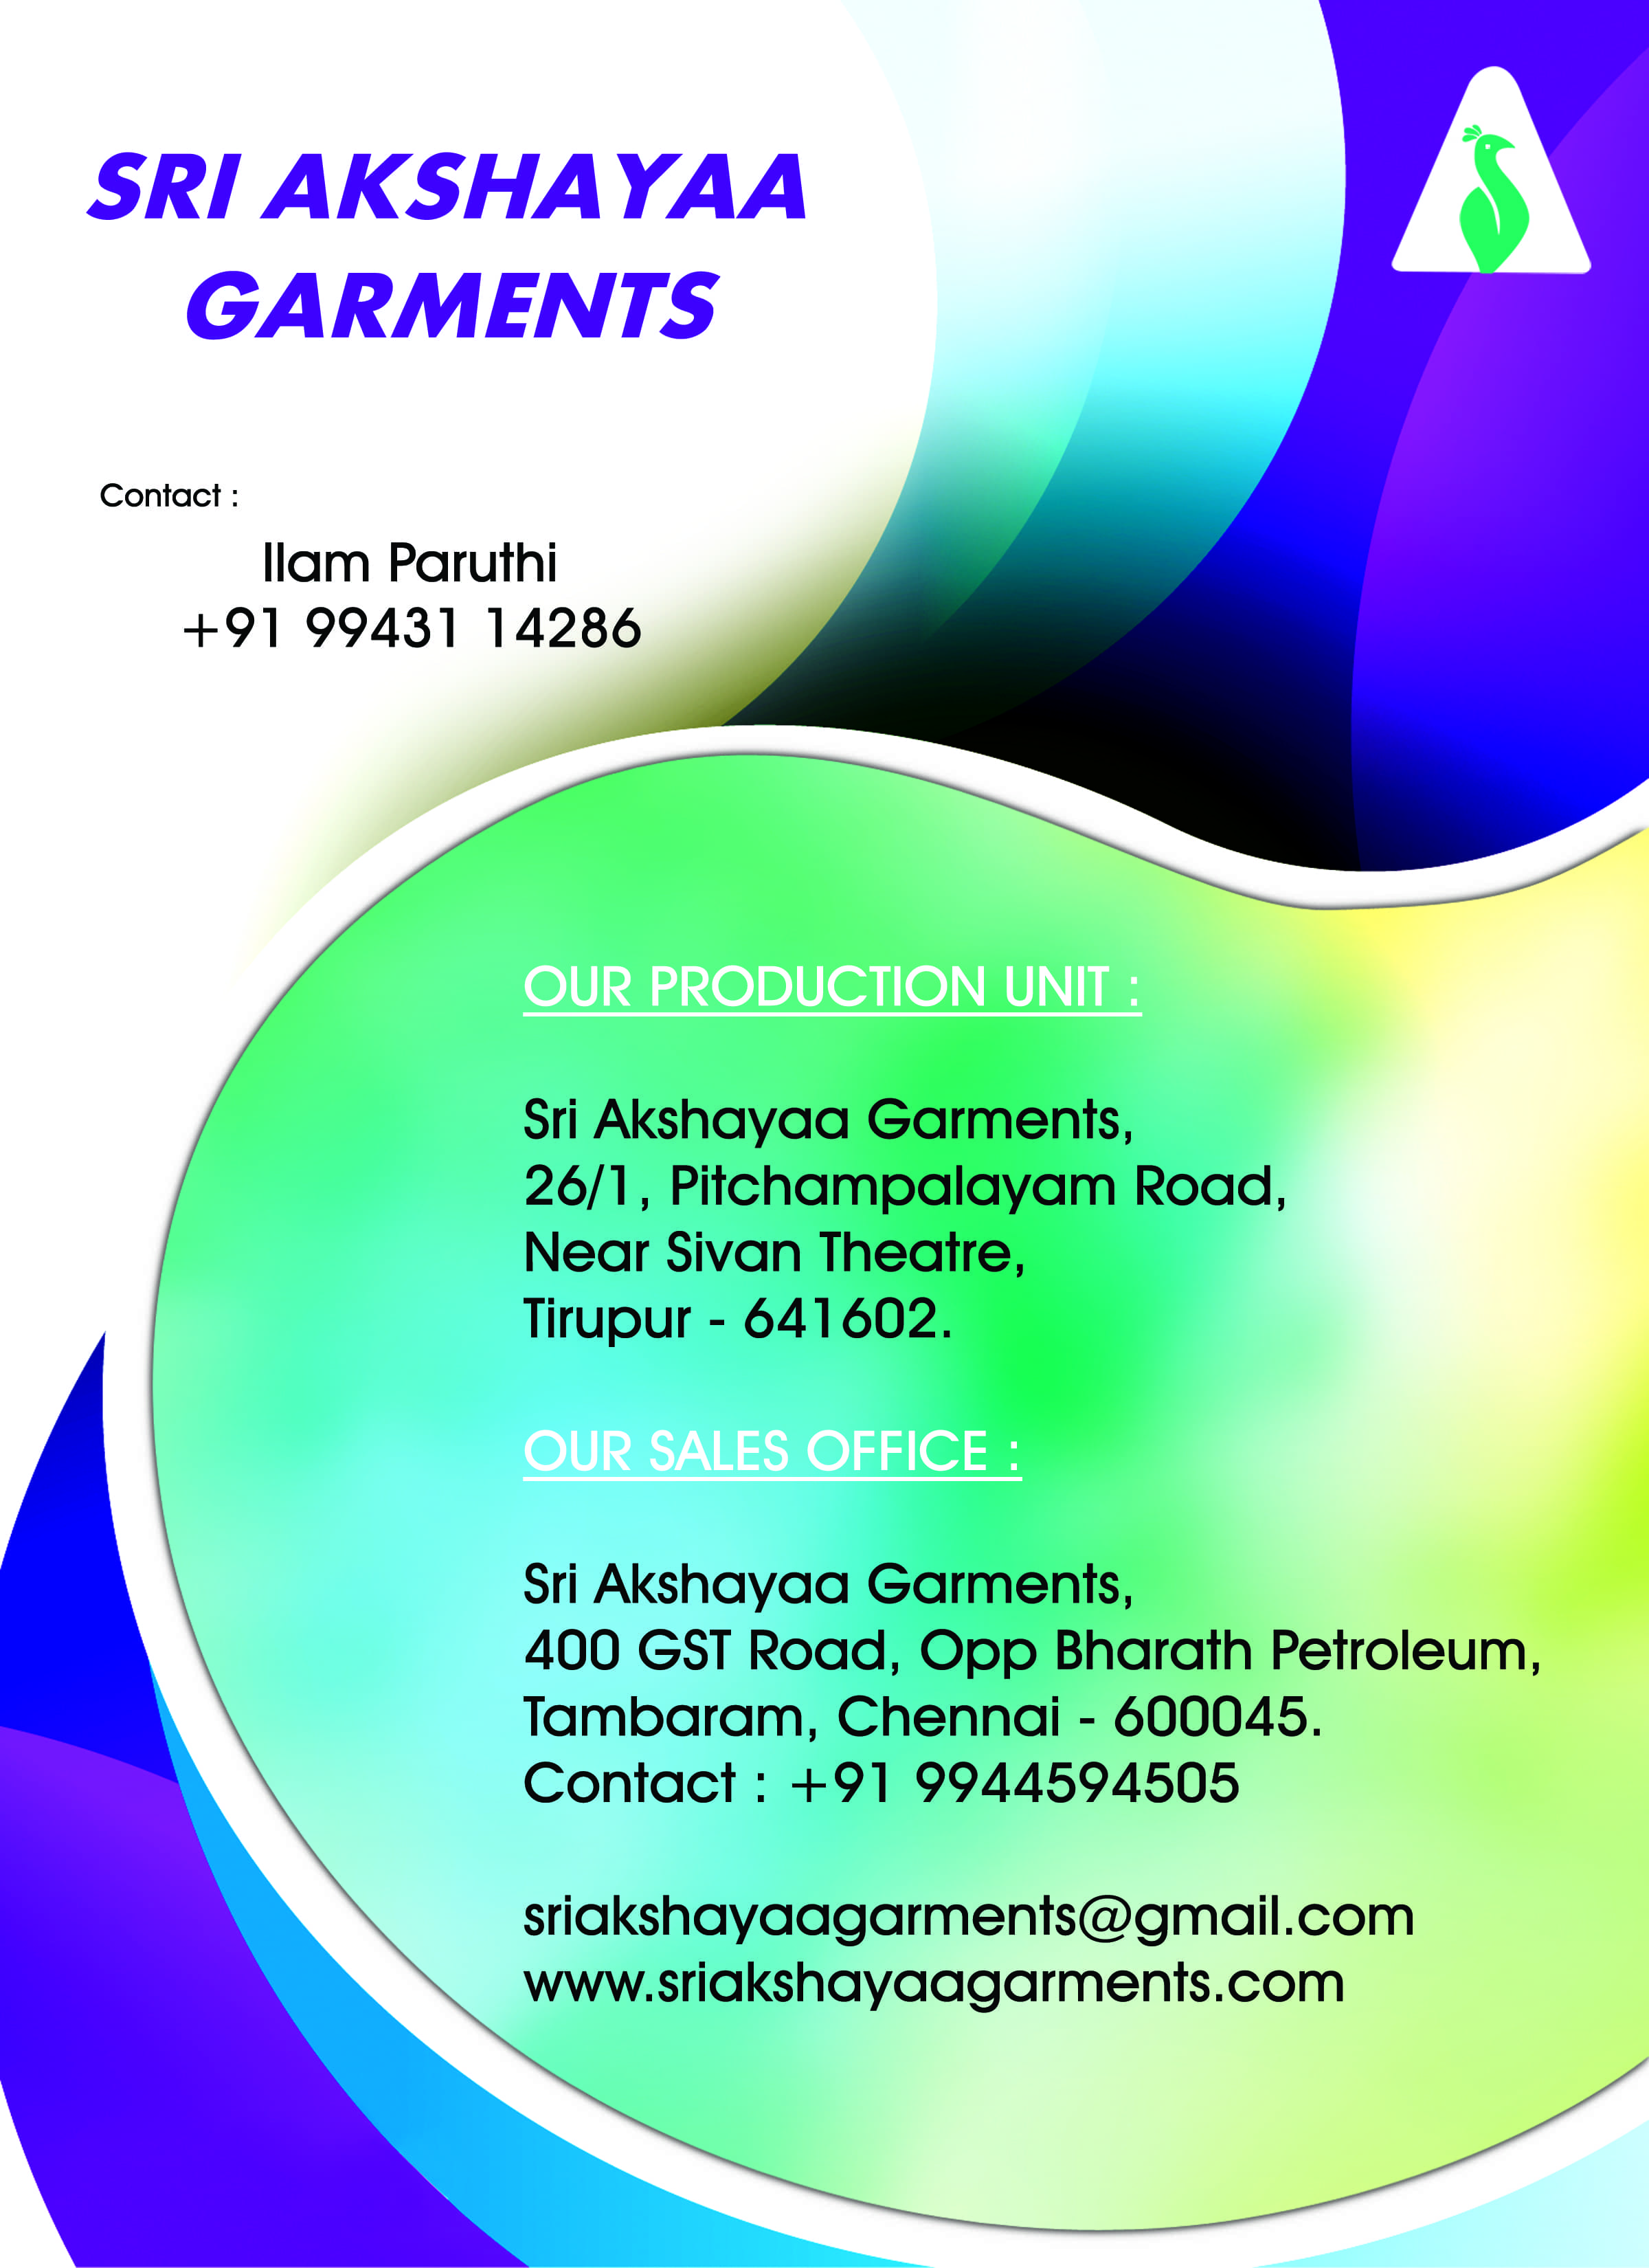 SRI AKSHAYAA
GARMENTS
Contact :
Ilam Paruthi
+91 99431 14286
OUR PRODUCTION UNIT :
Sri Akshayaa Garments,
26/1, Pitchampalayam Road,
Near Sivan Theatre,
Tirupur - 641602.
OUR SALES OFFICE :
Sri Akshayaa Garments,
400 GST Road, Opp Bharath Petroleum,
Tambaram, Chennai - 600045.
Contact : +91 9944594505
sriakshayaagarments@gmail.com
www.sriakshayaagarments.com